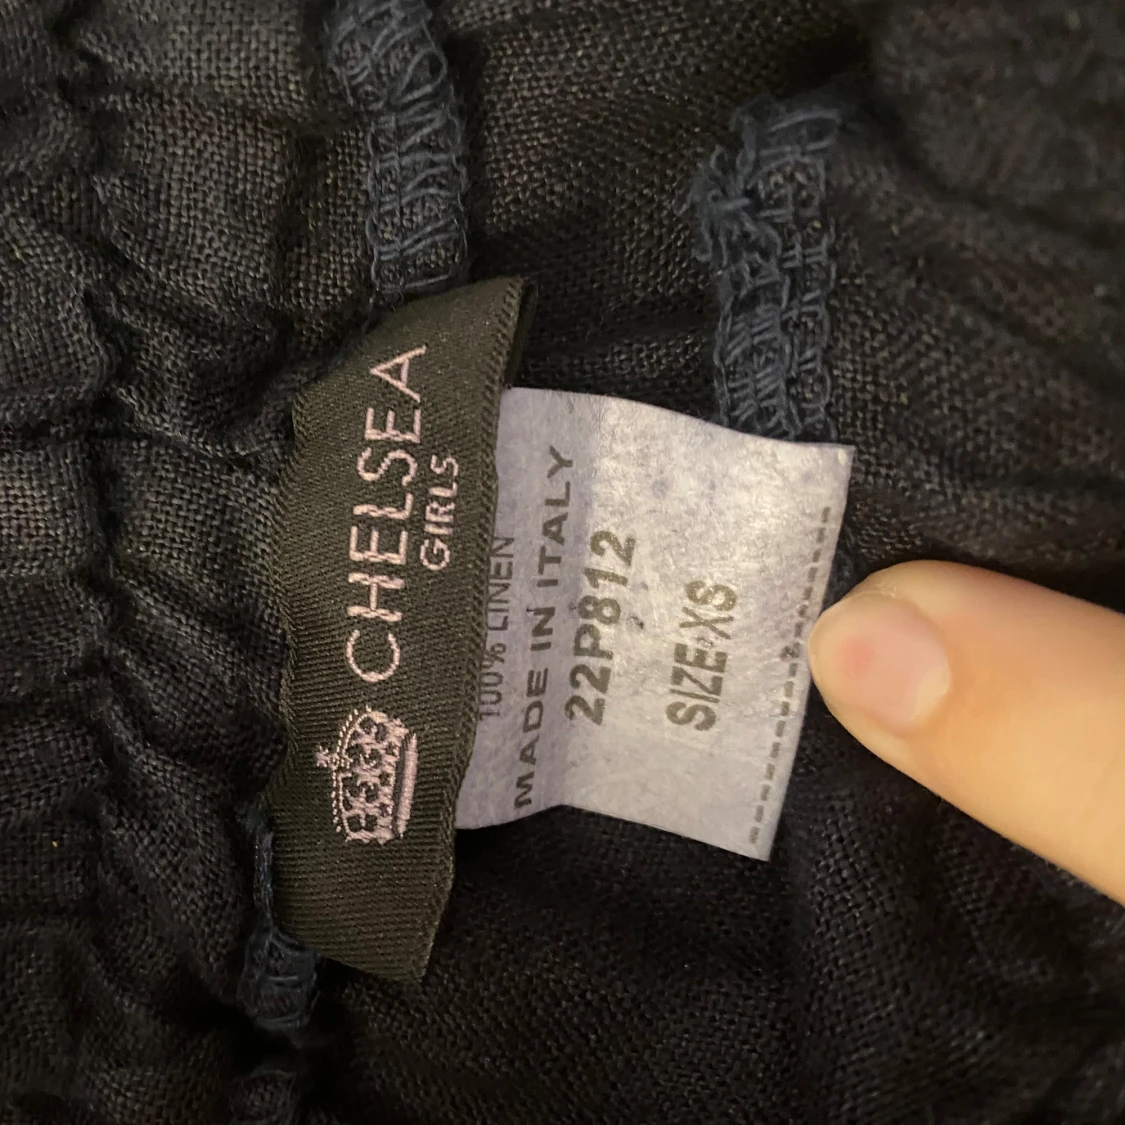 CHELSEA
GIRLS
100% LINEN
MADE IN ITALY
22P812
SIZE:XS